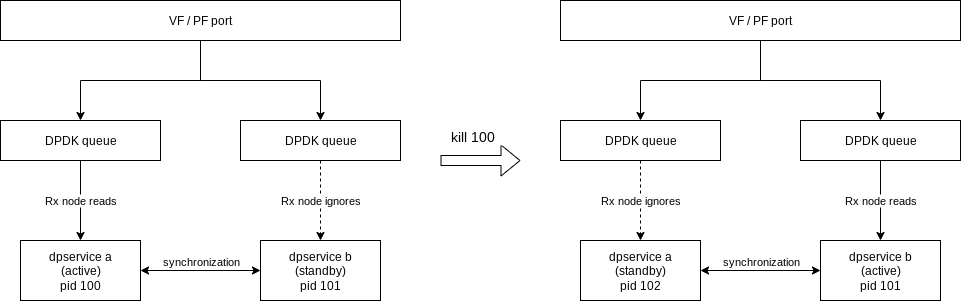 VF / PF port
DPDK queue
DPDK queue
Rx node reads
Rx node ignores
dpservice a
(active)
pid 100
synchronization
dpservice b
(standby)
pid 101
kill 100
VF / PF port
DPDK queue
DPDK queue
Rx node ignores
Rx node reads
dpservice a
(standby)
pid 102
synchronization
dpservice b
(active)
pid 101